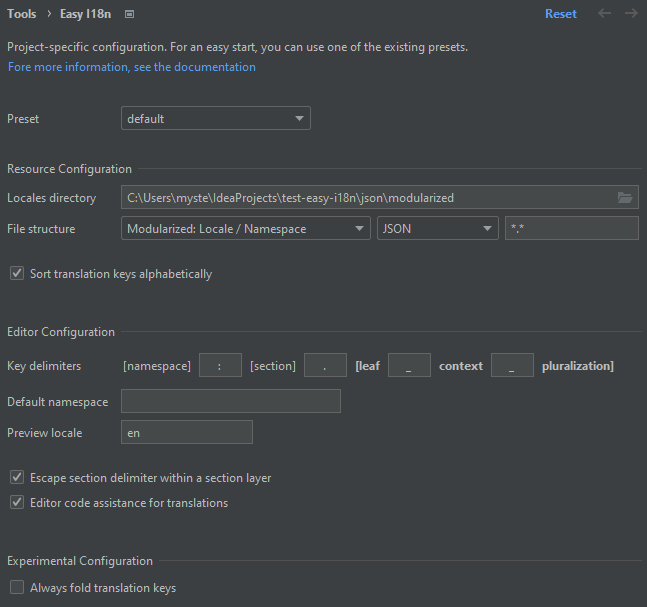 Tools › Easy I18n Reset
Project-specific configuration. For an easy start, you can use one of the existing presets.
Fore more information, see the documentation
Preset default
Resource Configuration
Locales directory C:\Users\myste\IdeaProjects\test-easy-i18n\json\modularized
File structure Modularized: Locale / Namespace JSON *.*
Sort translation keys alphabetically
Editor Configuration
Key delimiters [namespace] : [section] . [leaf _ context _ pluralization]
Default namespace
Preview locale en
Escape section delimiter within a section layer
Editor code assistance for translations
Experimental Configuration
Always fold translation keys